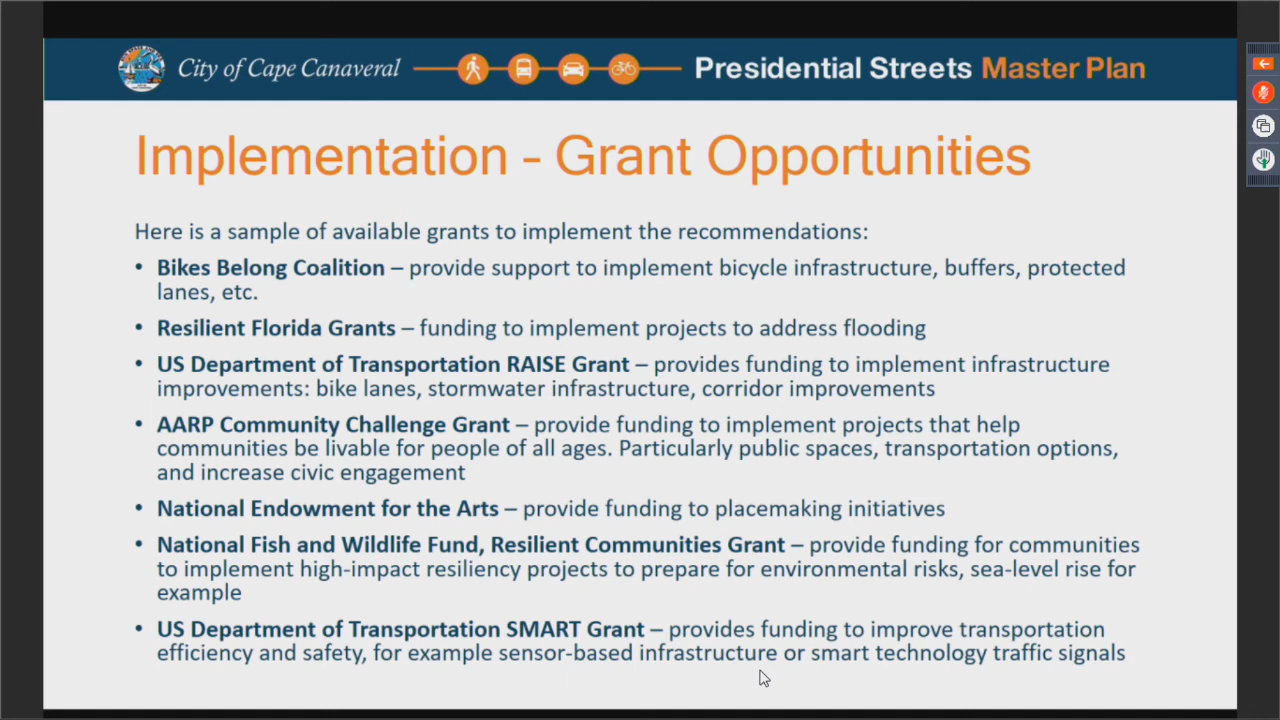 City of Cape Canaveral
Presidential Streets Master Plan
Implementation - Grant Opportunities
Here is a sample of available grants to implement the recommendations:
• Bikes Belong Coalition – provide support to implement bicycle infrastructure, buffers, protected
lanes, etc.
• Resilient Florida Grants – funding to implement projects to address flooding
• US Department of Transportation RAISE Grant – provides funding to implement infrastructure
improvements: bike lanes, stormwater infrastructure, corridor improvements
• AARP Community Challenge Grant – provide funding to implement projects that help
communities be livable for people of all ages. Particularly public spaces, transportation options,
and increase civic engagement
• National Endowment for the Arts – provide funding to placemaking initiatives
• National Fish and Wildlife Fund, Resilient Communities Grant – provide funding for communities
to implement high-impact resiliency projects to prepare for environmental risks, sea-level rise for
example
• US Department of Transportation SMART Grant – provides funding to improve transportation
efficiency and safety, for example sensor-based infrastructure or smart technology traffic signals